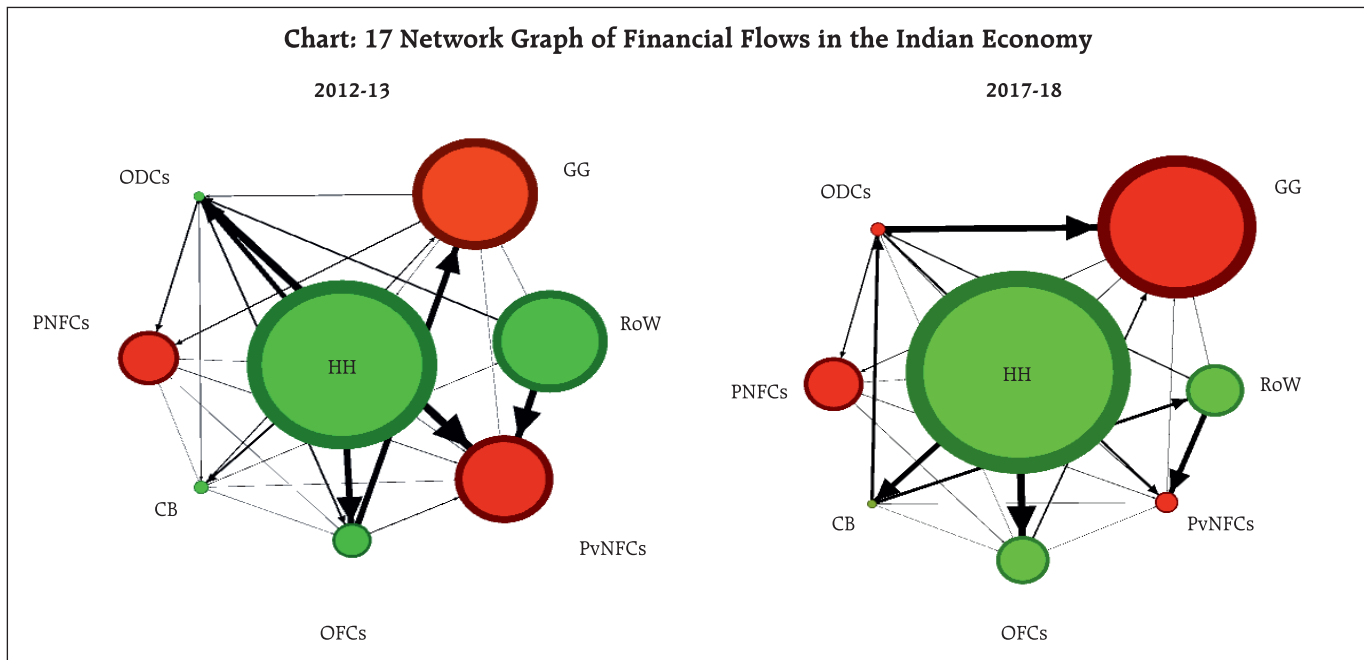 Chart: 17 Network Graph of Financial Flows in the Indian Economy
2012-13
ODCs
GG
PNFCs
HH
RoW
CB
PvNFCs
OFCs
2017-18
ODCs
GG
PNFCs
HH
RoW
CB
PvNFCs
OFCs